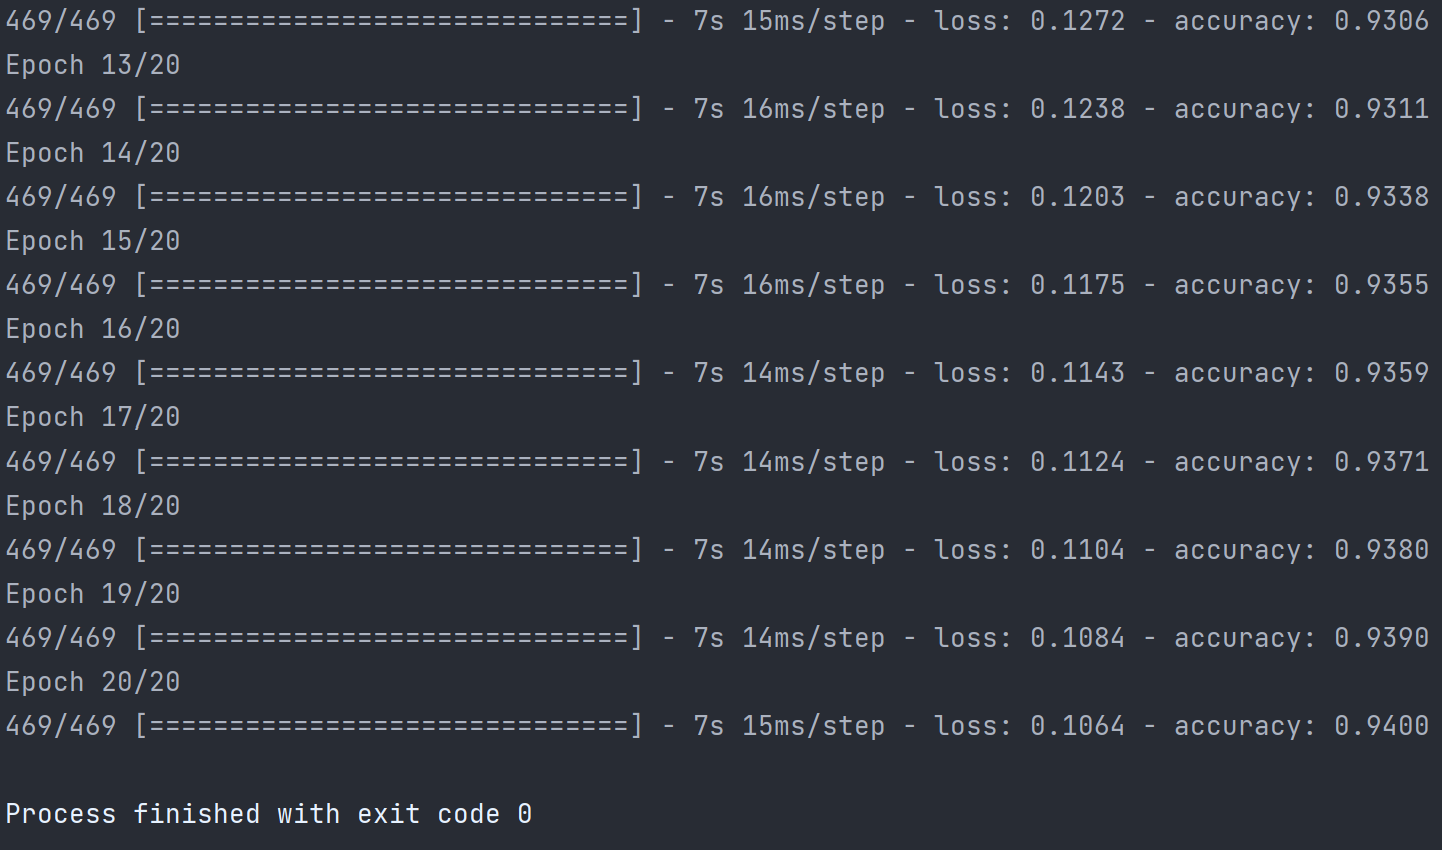 469/469 [==============================] - 7s 15ms/step - loss: 0.1272 - accuracy: 0.9306
Epoch 13/20
469/469 [==============================] - 7s 16ms/step - loss: 0.1238 - accuracy: 0.9311
Epoch 14/20
469/469 [==============================] - 7s 16ms/step - loss: 0.1203 - accuracy: 0.9338
Epoch 15/20
469/469 [==============================] - 7s 16ms/step - loss: 0.1175 - accuracy: 0.9355
Epoch 16/20
469/469 [==============================] - 7s 14ms/step - loss: 0.1143 - accuracy: 0.9359
Epoch 17/20
469/469 [==============================] - 7s 14ms/step - loss: 0.1124 - accuracy: 0.9371
Epoch 18/20
469/469 [==============================] - 7s 14ms/step - loss: 0.1104 - accuracy: 0.9380
Epoch 19/20
469/469 [==============================] - 7s 14ms/step - loss: 0.1084 - accuracy: 0.9390
Epoch 20/20
469/469 [==============================] - 7s 15ms/step - loss: 0.1064 - accuracy: 0.9400
Process finished with exit code 0